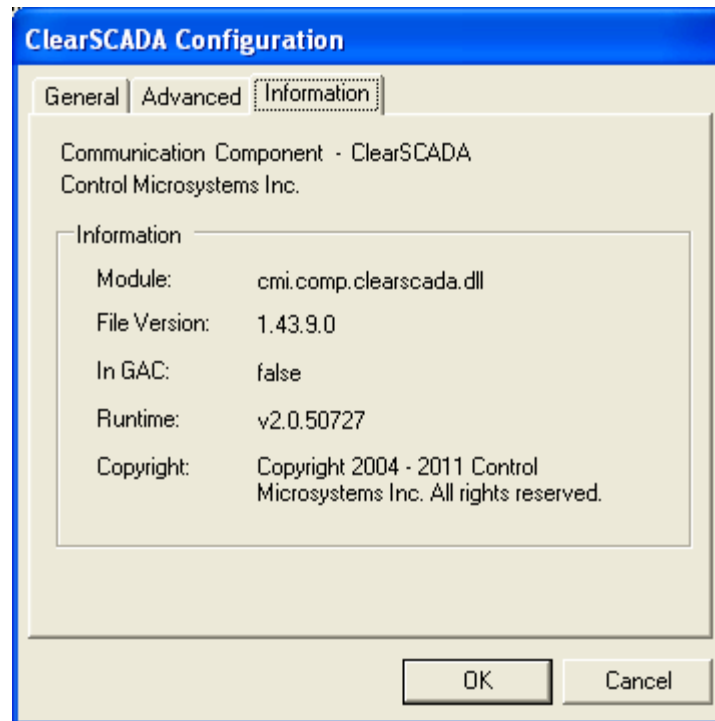 ClearSCADA Configuration
General Advanced Information
Communication Component - ClearSCADA
Control Microsystems Inc.
Information
Module: cmi.comp.clearscada.dll
File Version: 1.43.9.0
In GAC: false
Runtime: v2.0.50727
Copyright: Copyright 2004 - 2011 Control
Microsystems Inc. All rights reserved.
OK Cancel